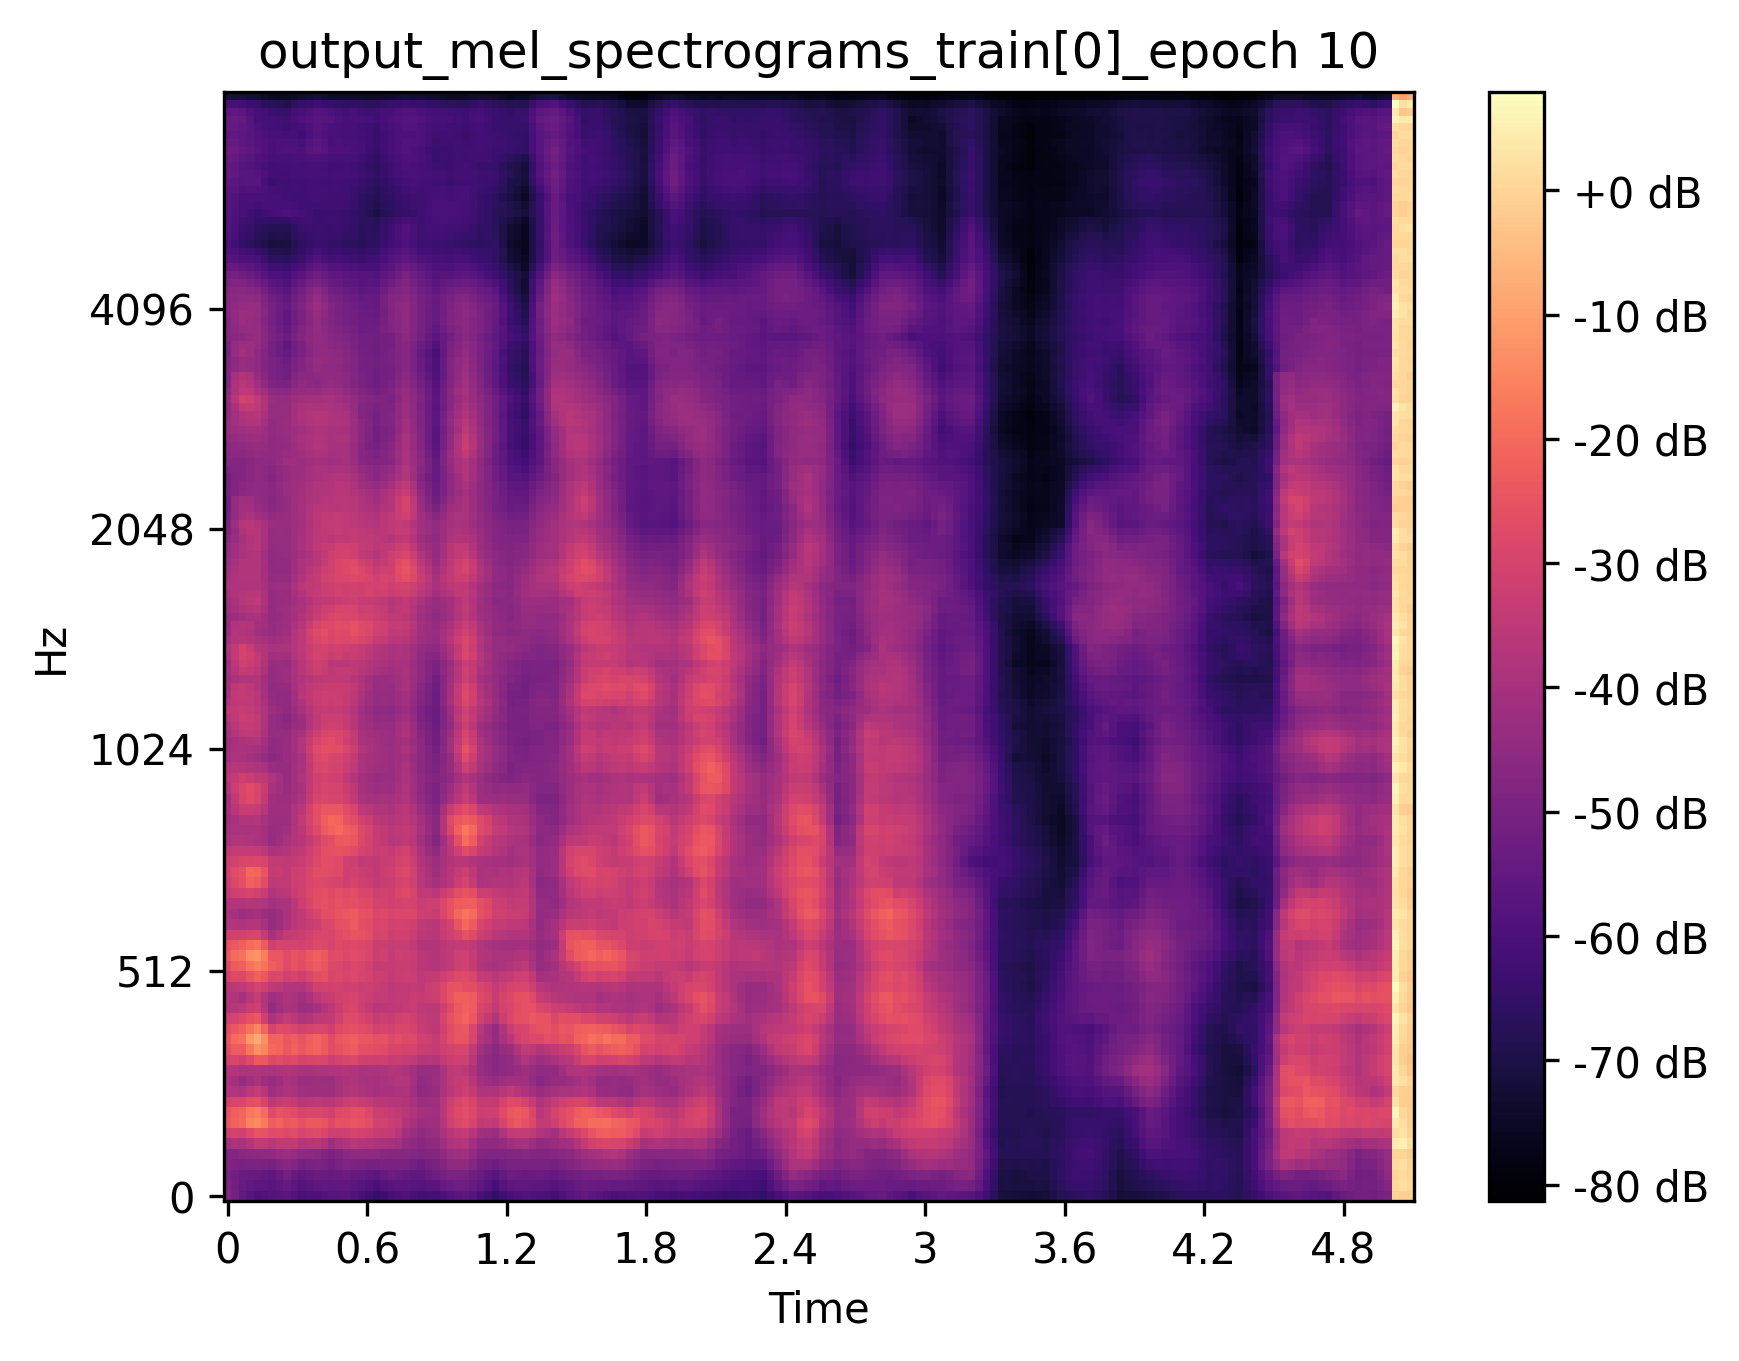 output_mel_spectrograms_train[0]_epoch 10
Hz
4096
2048
1024
512
0
0 0.6 1.2 1.8 2.4 3 3.6 4.2 4.8
Time
+0 dB
-10 dB
-20 dB
-30 dB
-40 dB
-50 dB
-60 dB
-70 dB
-80 dB